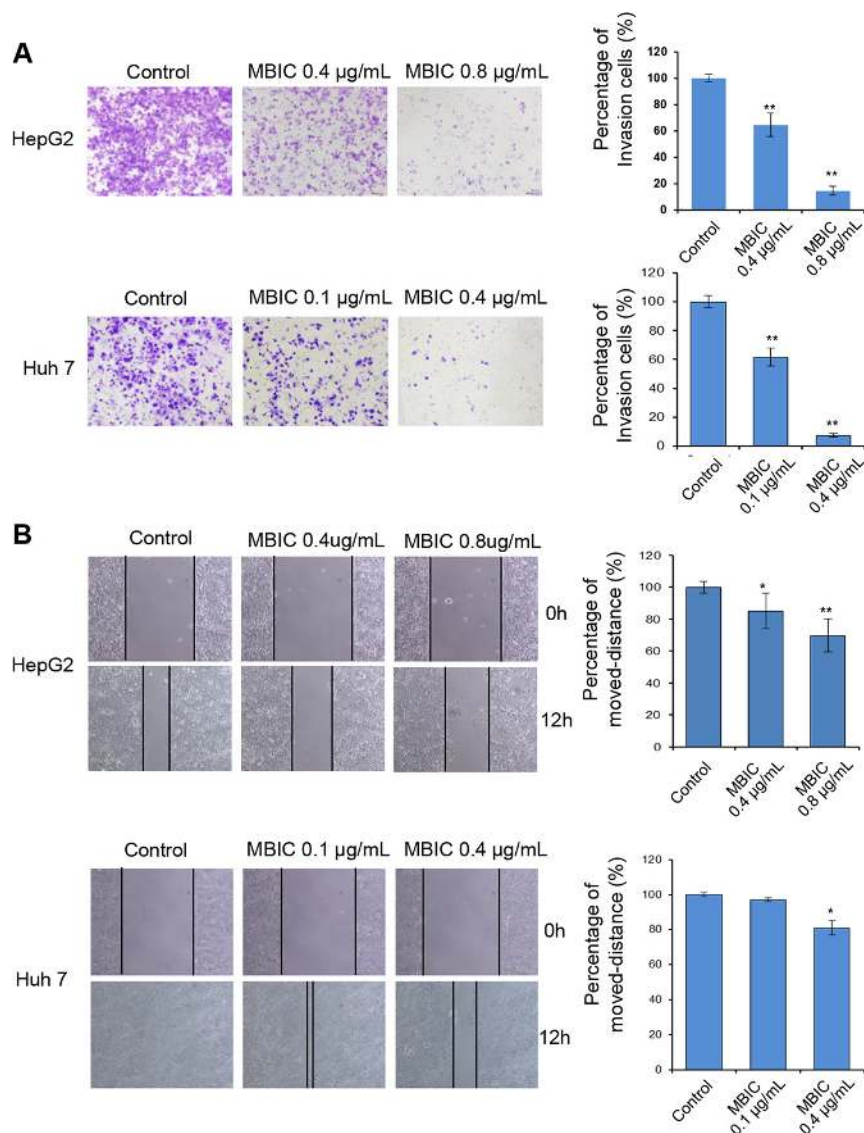 A
Control
MBIC 0.4 µg/mL
MBIC 0.8 µg/mL
HepG2
Percentage of
Invasion cells (%)
120
100
80
60
40
20
0
**
**
Control
MBIC
0.4 µg/mL
MBIC
0.8 µg/mL
Control
MBIC 0.1 µg/mL
MBIC 0.4 µg/mL
Huh 7
Percentage of
Invasion cells (%)
120
100
80
60
40
20
0
**
**
Control
MBIC
0.1 µg/mL
MBIC
0.4 µg/mL
B
Control
MBIC 0.4ug/mL
MBIC 0.8ug/mL
0h
HepG2
12h
Percentage of
moved-distance (%)
120
100
80
60
40
20
0
*
**
Control
MBIC
0.4 µg/mL
MBIC
0.8 µg/mL
Control
MBIC 0.1 µg/mL
MBIC 0.4 µg/mL
0h
Huh 7
12h
Percentage of
moved-distance (%)
120
100
80
60
40
20
0
*
Control
MBIC
0.1 µg/mL
MBIC
0.4 µg/mL